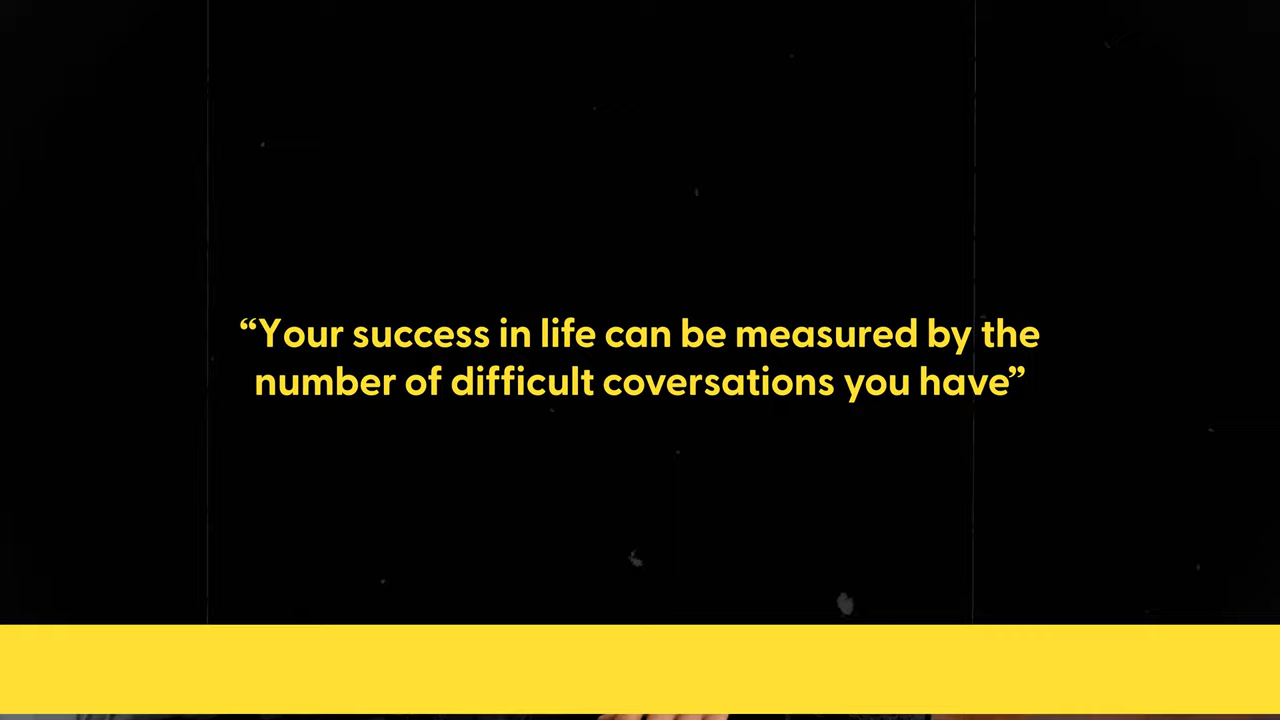 “Your success in life can be measured by the
number of difficult coversations you have”